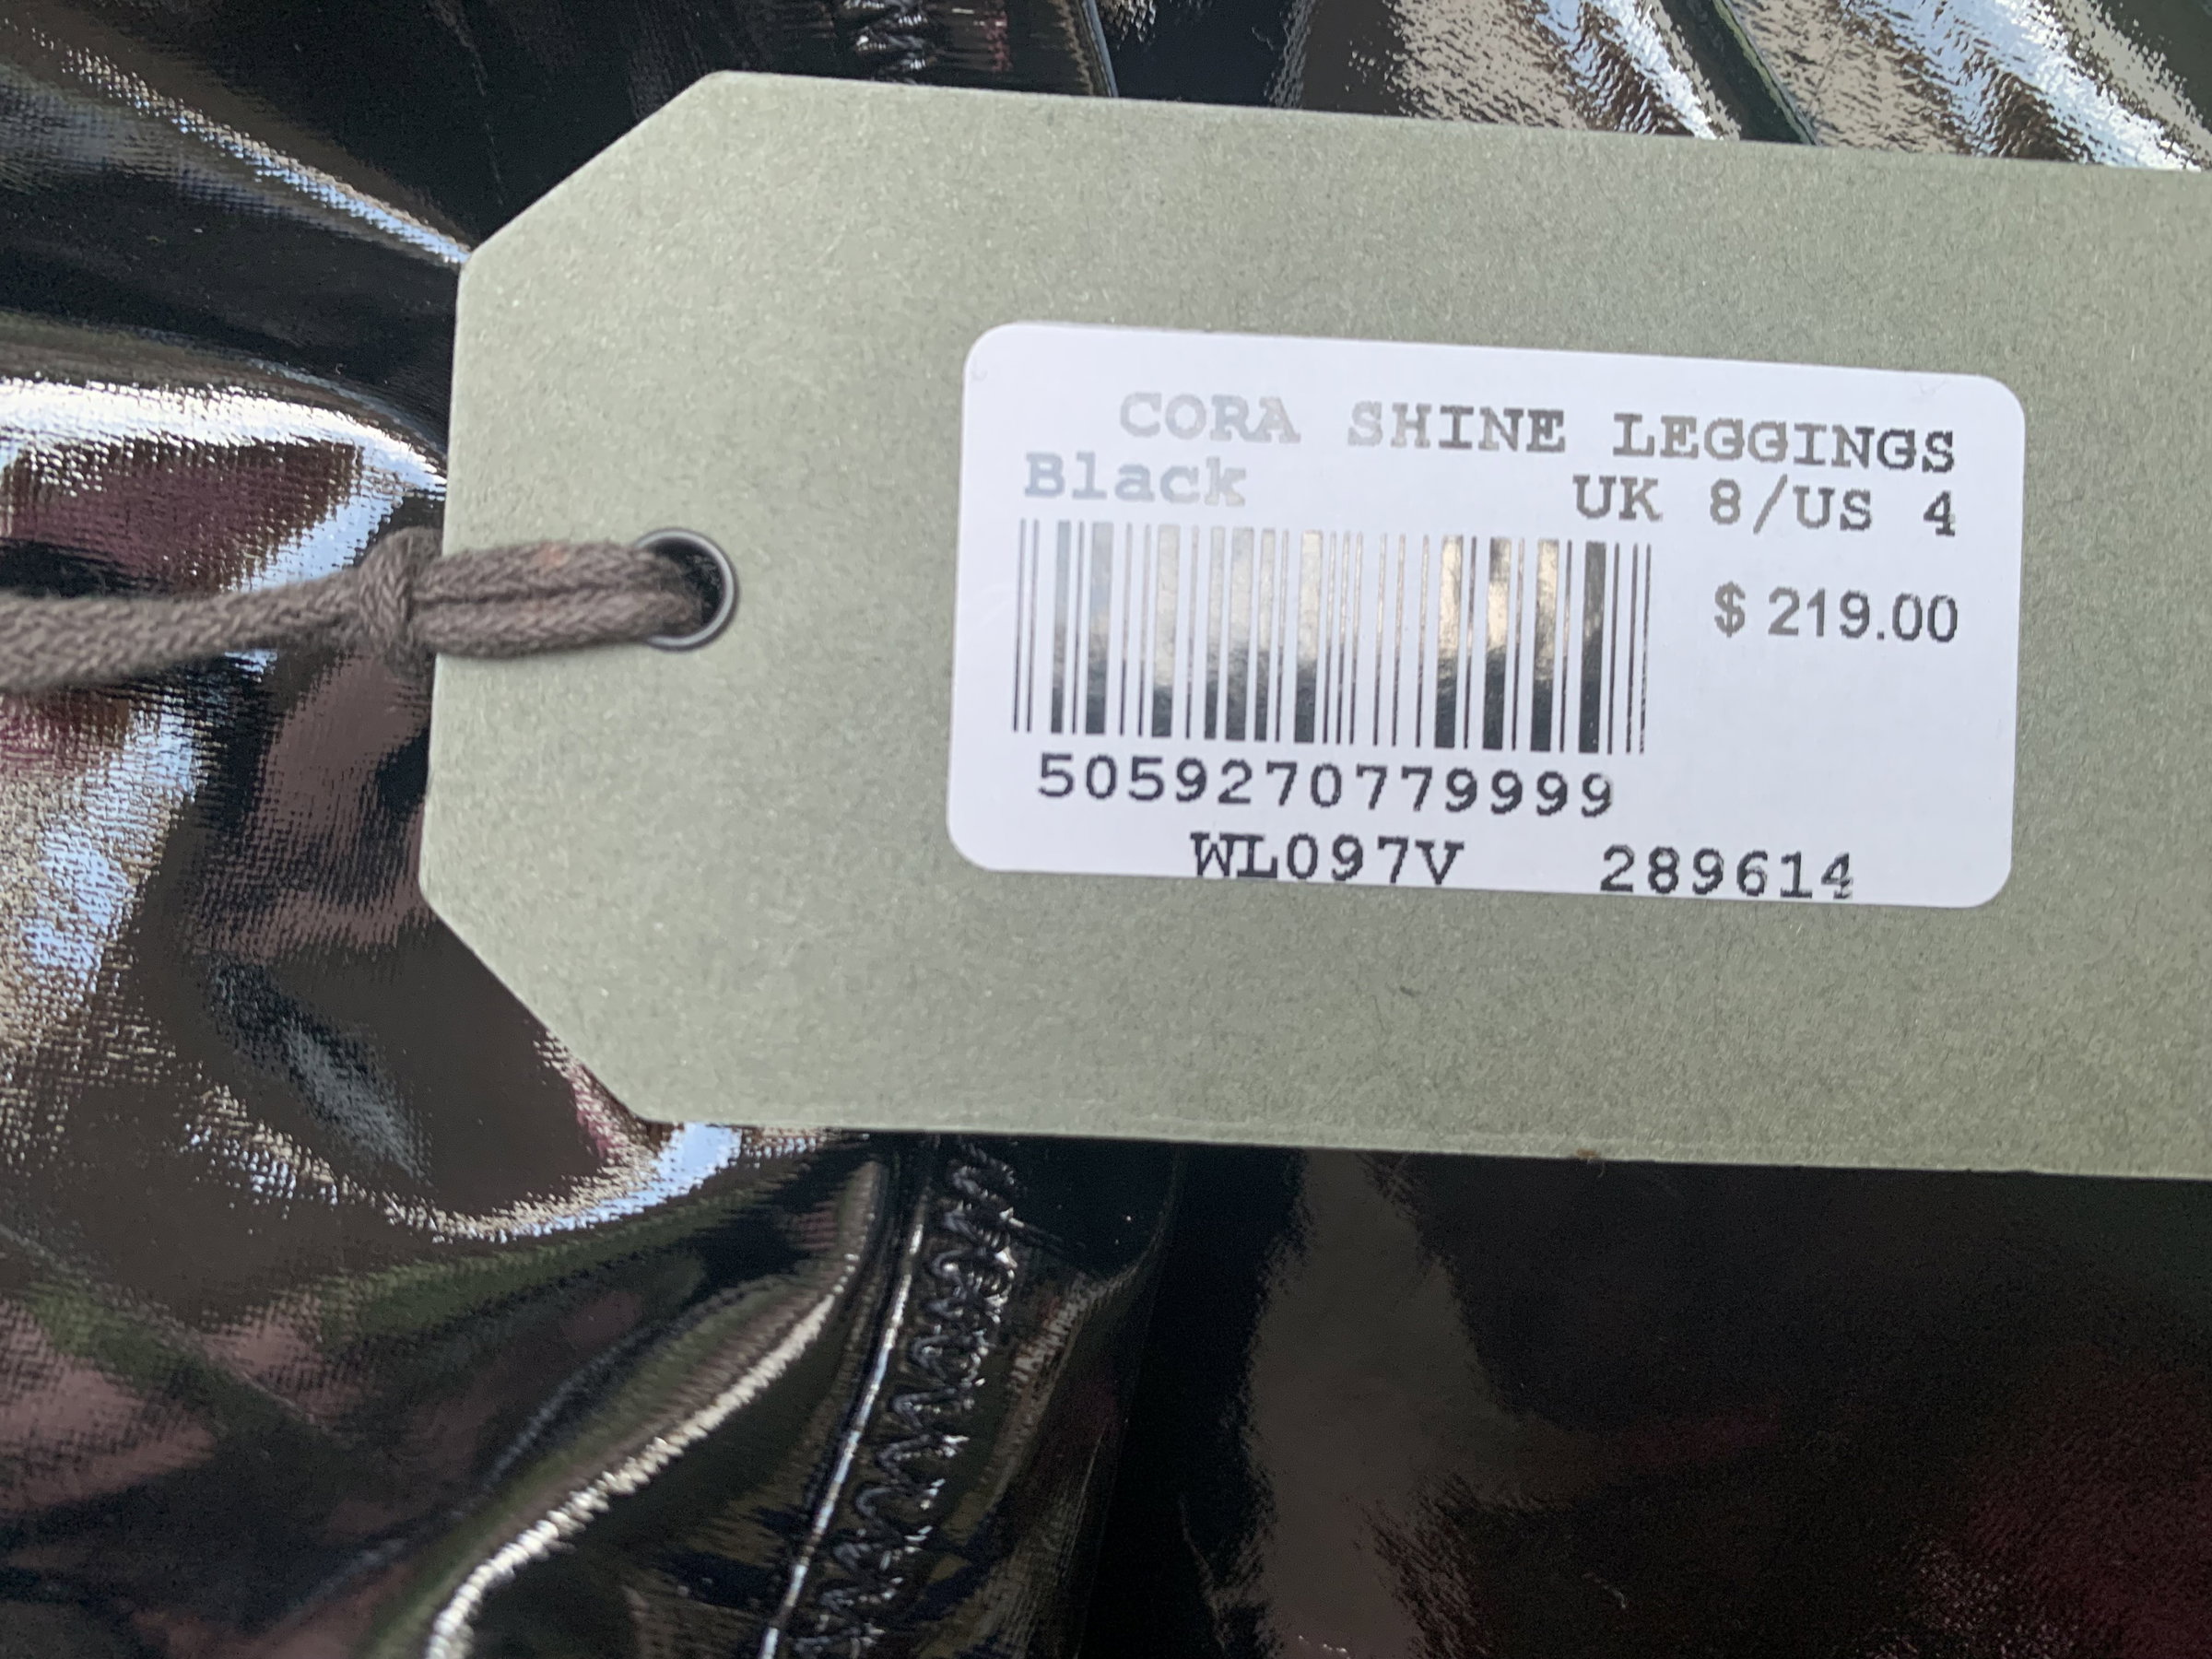 CORA SHINE LEGGINGS
Black UK 8/US 4
$ 219.00
5059270779999
WL097V 289614